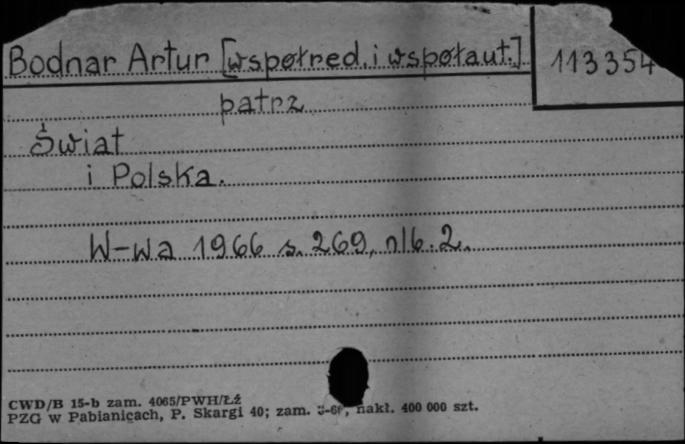 Bodnar Artur [współred. i współaut.] 113354
patrz
Świat
i Polska.
W-wa 1966 s. 269, nlb. 2.
CWD/B 15-b zam. 4065/PWH/Łź
PZG w Pabianicach, P. Skargi 40; zam. nakł. 400 000 szt.